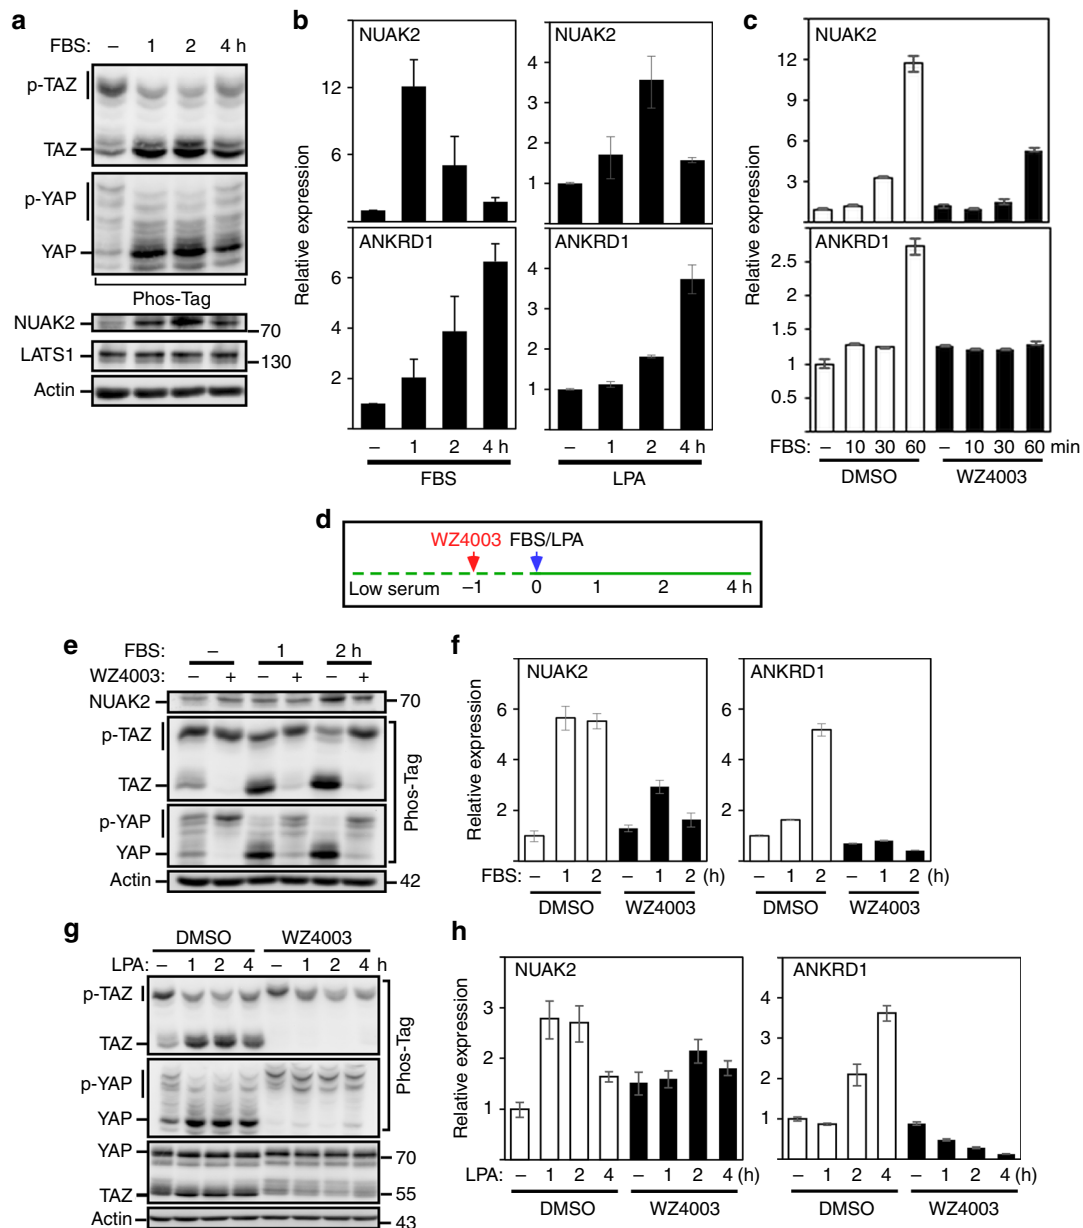 a
FBS: – 1 2 4 h
p-TAZ
TAZ
p-YAP
YAP
Phos-Tag
NUAK2
70
LATS1
130
Actin
b
Relative expression
NUAK2
12
6
NUAK2
4
3
2
1
ANKRD1
6
4
2
ANKRD1
4
3
2
1
– 1 2 4 h
FBS
– 1 2 4 h
LPA
c
NUAK2
12
9
6
3
ANKRD1
2.5
2
1.5
1
0.5
FBS: – 10 30 60 – 10 30 60 min
DMSO WZ4003
d
WZ4003 FBS/LPA
Low serum –1 0 1 2 4 h
e
FBS: – 1 2 h
WZ4003: – + – + – +
NUAK2
70
p-TAZ
TAZ
p-YAP
YAP
Phos-Tag
Actin
42
f
Relative expression
NUAK2
6
4
2
FBS: – 1 2 – 1 2 (h)
DMSO WZ4003
ANKRD1
6
4
2
– 1 2 – 1 2 (h)
DMSO WZ4003
g
DMSO WZ4003
LPA: – 1 2 4 – 1 2 4 h
p-TAZ
TAZ
p-YAP
YAP
Phos-Tag
YAP
70
TAZ
55
Actin
43
h
Relative expression
NUAK2
3
2
1
LPA: – 1 2 4 – 1 2 4 (h)
DMSO WZ4003
ANKRD1
4
3
2
1
– 1 2 4 – 1 2 4 (h)
DMSO WZ4003